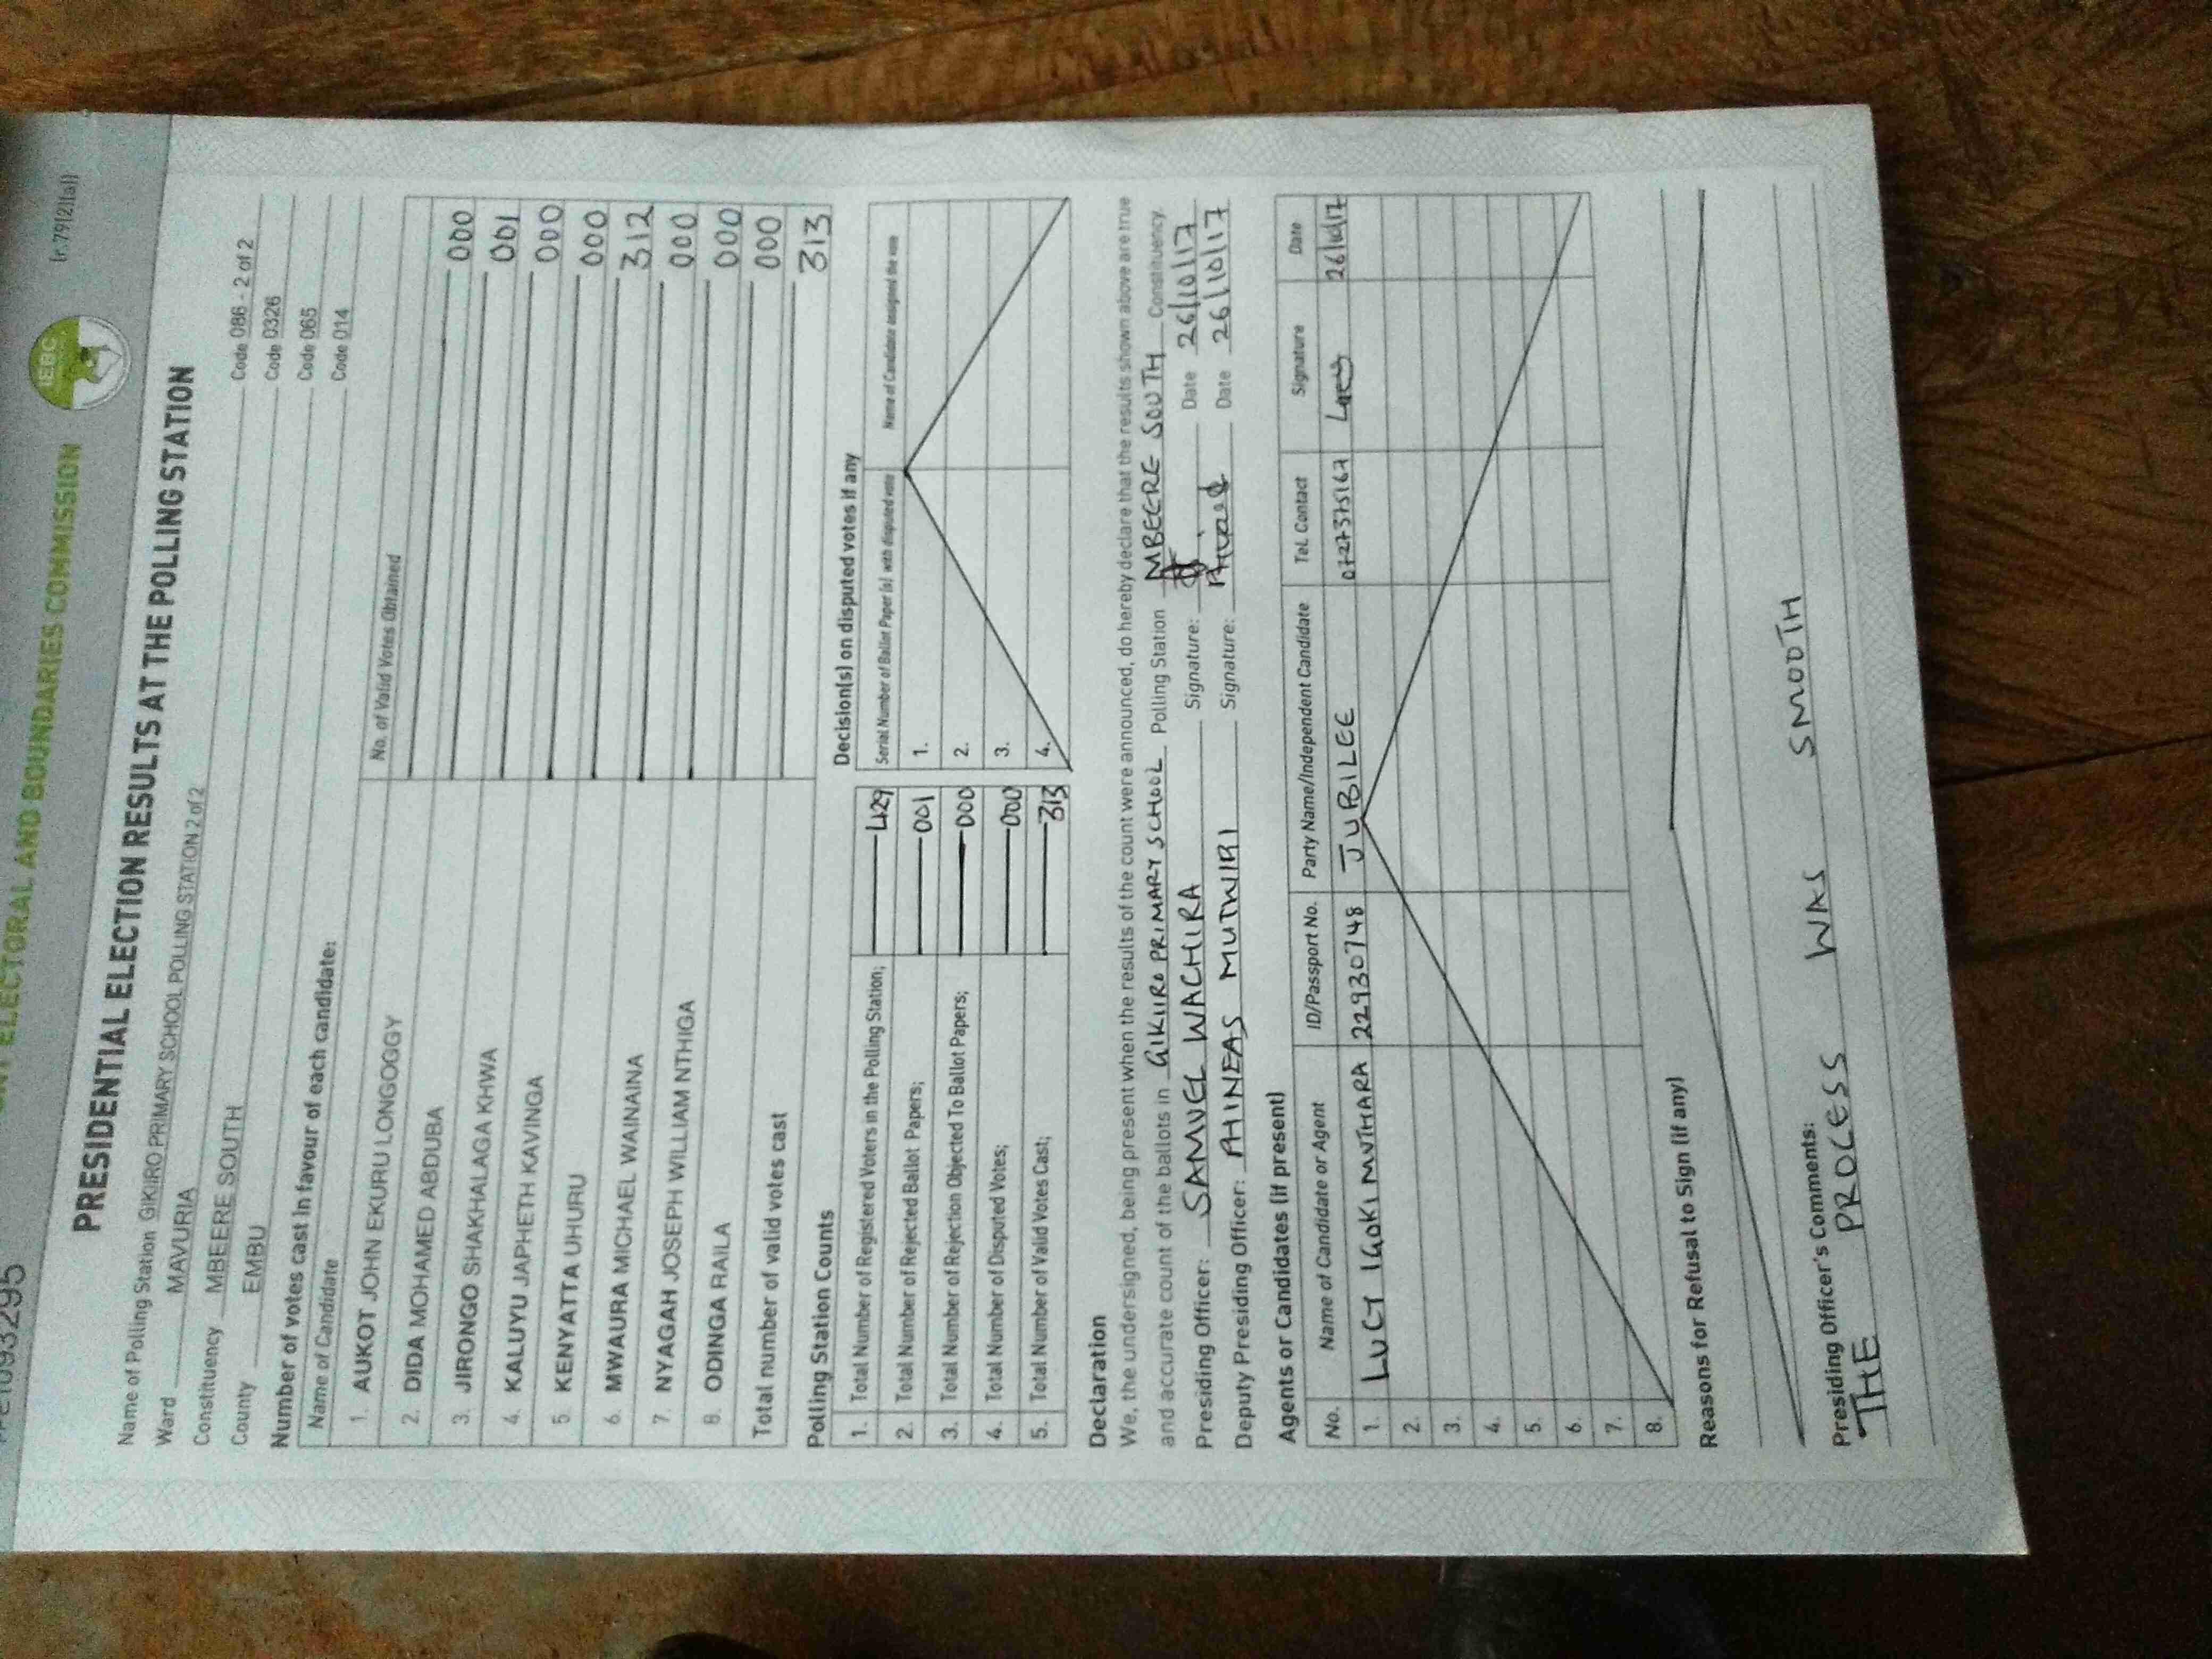 ELECTORAL AND BOUNDARIES COMMISSION
IEBC
(r.79(2)(a))
PRESIDENTIAL ELECTION RESULTS AT THE POLLING STATION
Name of Polling Station GIKIIRO PRIMARY SCHOOL POLLING STATION 2 of 2 Code 086 - 2 of 2
Ward MAVURIA Code 0326
Constituency MBEERE SOUTH Code 065
County EMBU Code 014
Number of votes cast in favour of each candidate:
Name of Candidate No. of Valid Votes Obtained
1. AUKOT JOHN EKURU LONGOGGY 000
2. DIDA MOHAMED ABDUBA 001
3. JIRONGO SHAKHALAGA KHWA 000
4. KALUYU JAPHETH KAVINGA 000
5. KENYATTA UHURU 312
6. MWAURA MICHAEL WAINAINA 000
7. NYAGAH JOSEPH WILLIAM NTHIGA 000
8. ODINGA RAILA 000
Total number of valid votes cast 313
Polling Station Counts
1. Total Number of Registered Voters in the Polling Station; 429
2. Total Number of Rejected Ballot Papers; 001
3. Total Number of Rejection Objected To Ballot Papers; 000
4. Total Number of Disputed Votes; 000
5. Total Number of Valid Votes Cast; 313
Decision(s) on disputed votes if any
Serial Number of Ballot Paper (s) with disputed vote Name of Candidate assigned the vote
1.
2.
3.
4.
Declaration
We, the undersigned, being present when the results of the count were announced, do hereby declare that the results shown above are true
and accurate count of the ballots in GIKIIRO PRIMARY SCHOOL Polling Station MBEERE SOUTH Constituency.
Presiding Officer: SAMUEL WACHIRA Signature: Date 26/10/17
Deputy Presiding Officer: PHINEAS MUTWIRI Signature: Date 26/10/17
Agents or Candidates (if present)
No. Name of Candidate or Agent ID/Passport No. Party Name/Independent Candidate Tel. Contact Signature Date
1. LUCY IGOKI MUTHARA 22930748 JUBILEE 0727375167 Lucy 26/10/17
2.
3.
4.
5.
6.
7.
8.
Reasons for Refusal to Sign (if any)
Presiding Officer's Comments:
THE PROCESS WAS SMOOTH